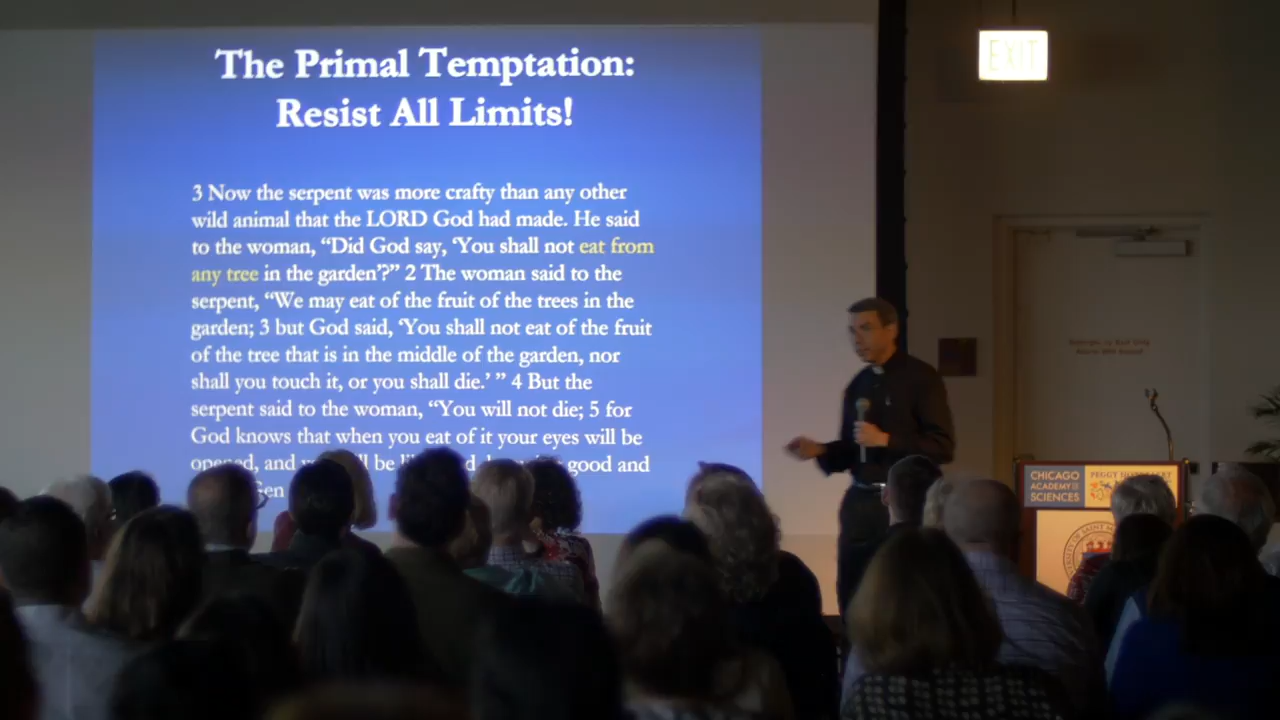 The Primal Temptation:
Resist All Limits!
3 Now the serpent was more crafty than any other
wild animal that the LORD God had made. He said
to the woman, “Did God say, ‘You shall not eat from
any tree in the garden’?” 2 The woman said to the
serpent, “We may eat of the fruit of the trees in the
garden; 3 but God said, ‘You shall not eat of the fruit
of the tree that is in the middle of the garden, nor
shall you touch it, or you shall die.’ ” 4 But the
serpent said to the woman, “You will not die; 5 for
God knows that when you eat of it your eyes will be
opened, and be good and
Gen
EXIT
CHICAGO
ACADEMY
SCIENCES
PEGGY